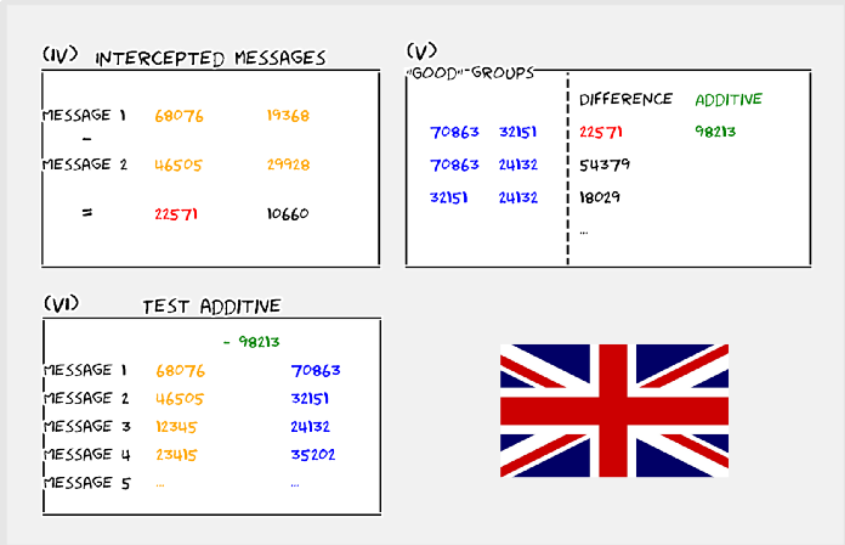 (IV) INTERCEPTED MESSAGES
MESSAGE 1 68076 19368
-
MESSAGE 2 46505 29928
= 22571 10660
(V)
"GOOD"-GROUPS
DIFFERENCE ADDITIVE
70863 32151 22571 98213
70863 24132 54379
32151 24132 18029
...
(VI) TEST ADDITIVE
- 98213
MESSAGE 1 68076 70863
MESSAGE 2 46505 32151
MESSAGE 3 12345 24132
MESSAGE 4 23415 35202
MESSAGE 5 ... ...